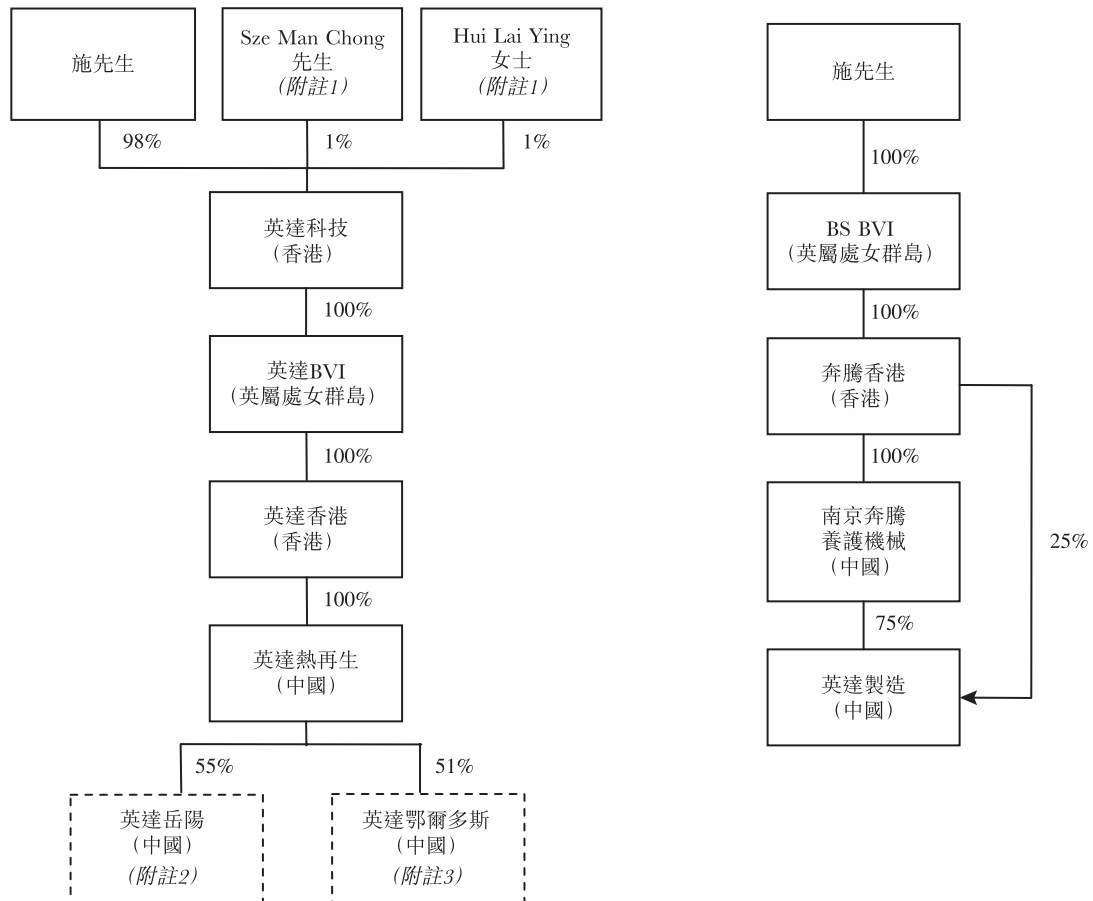 施先生
Sze Man Chong
先生
(附註1)
Hui Lai Ying
女士
(附註1)
98%
1%
1%
英達科技
(香港)
100%
英達BVI
(英屬處女群島)
100%
英達香港
(香港)
100%
英達熱再生
(中國)
55%
51%
英達岳陽
(中國)
(附註2)
英達鄂爾多斯
(中國)
(附註3)
施先生
100%
BS BVI
(英屬處女群島)
100%
奔騰香港
(香港)
100%
南京奔騰
養護機械
(中國)
25%
75%
英達製造
(中國)